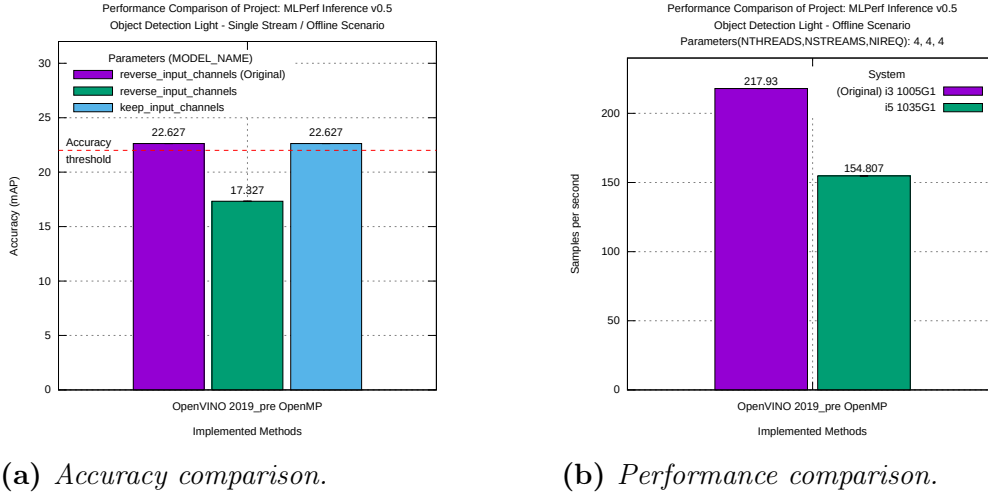 Performance Comparison of Project: MLPerf Inference v0.5
Object Detection Light - Single Stream / Offline Scenario
Parameters (MODEL_NAME)
reverse_input_channels (Original)
reverse_input_channels
keep_input_channels
30
25
20
15
10
5
0
Accuracy (mAP)
Accuracy
threshold
22.627
17.327
22.627
OpenVINO 2019_pre OpenMP
Implemented Methods
(a) Accuracy comparison.
Performance Comparison of Project: MLPerf Inference v0.5
Object Detection Light - Offline Scenario
Parameters(NTHREADS,NSTREAMS,NIREQ): 4, 4, 4
System
(Original) i3 1005G1
i5 1035G1
200
150
100
50
0
Samples per second
217.93
154.807
OpenVINO 2019_pre OpenMP
Implemented Methods
(b) Performance comparison.